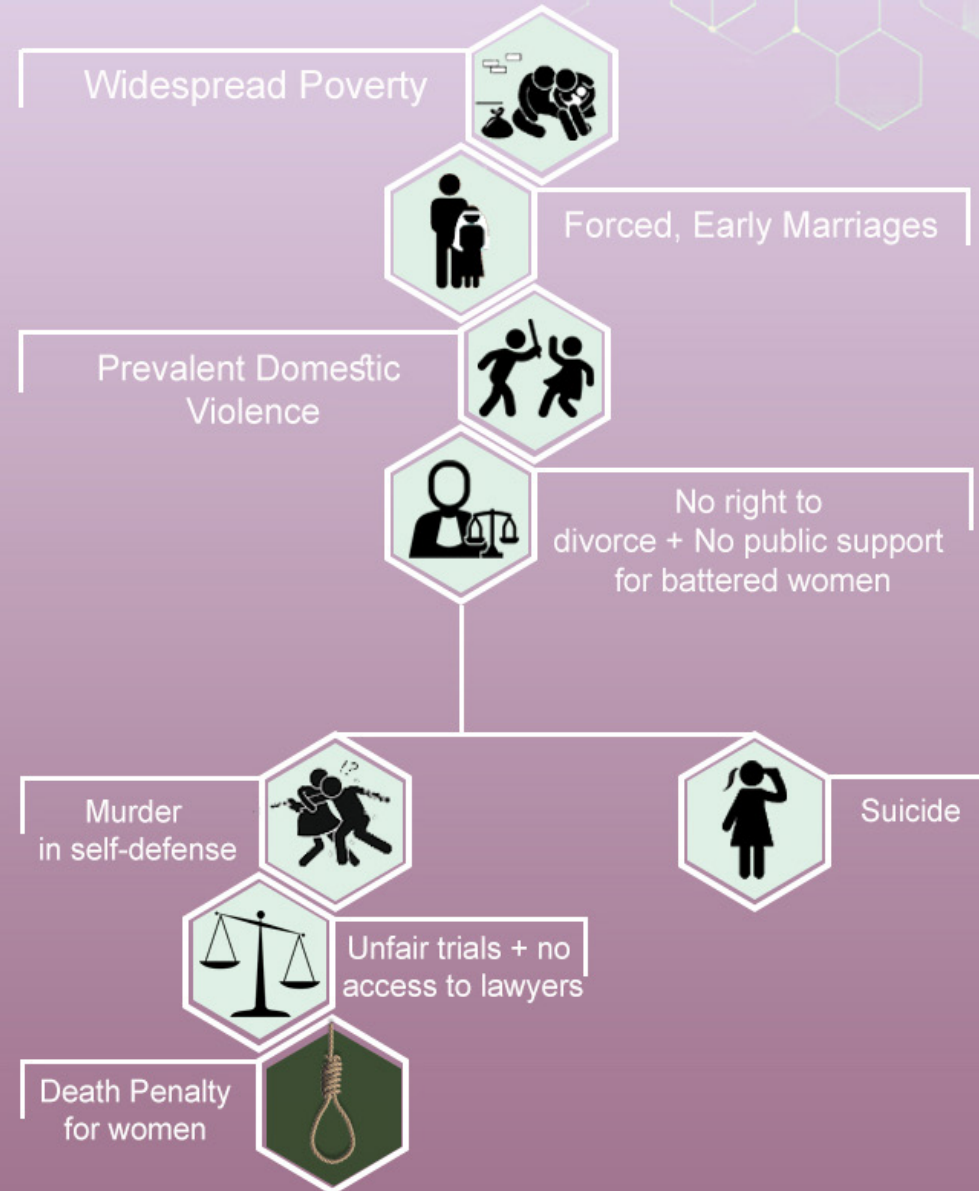 Widespread Poverty
Forced, Early Marriages
Prevalent Domestic
Violence
No right to
divorce + No public support
for battered women
!?
Murder
in self-defense
Suicide
Unfair trials + no
access to lawyers
Death Penalty
for women